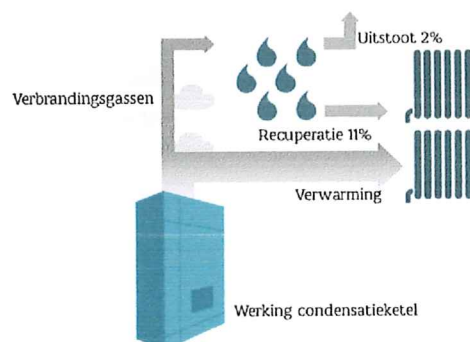 Uitstoot 2%
Verbrandingsgassen
Recuperatie 11%
Verwarming
Werking condensatieketel